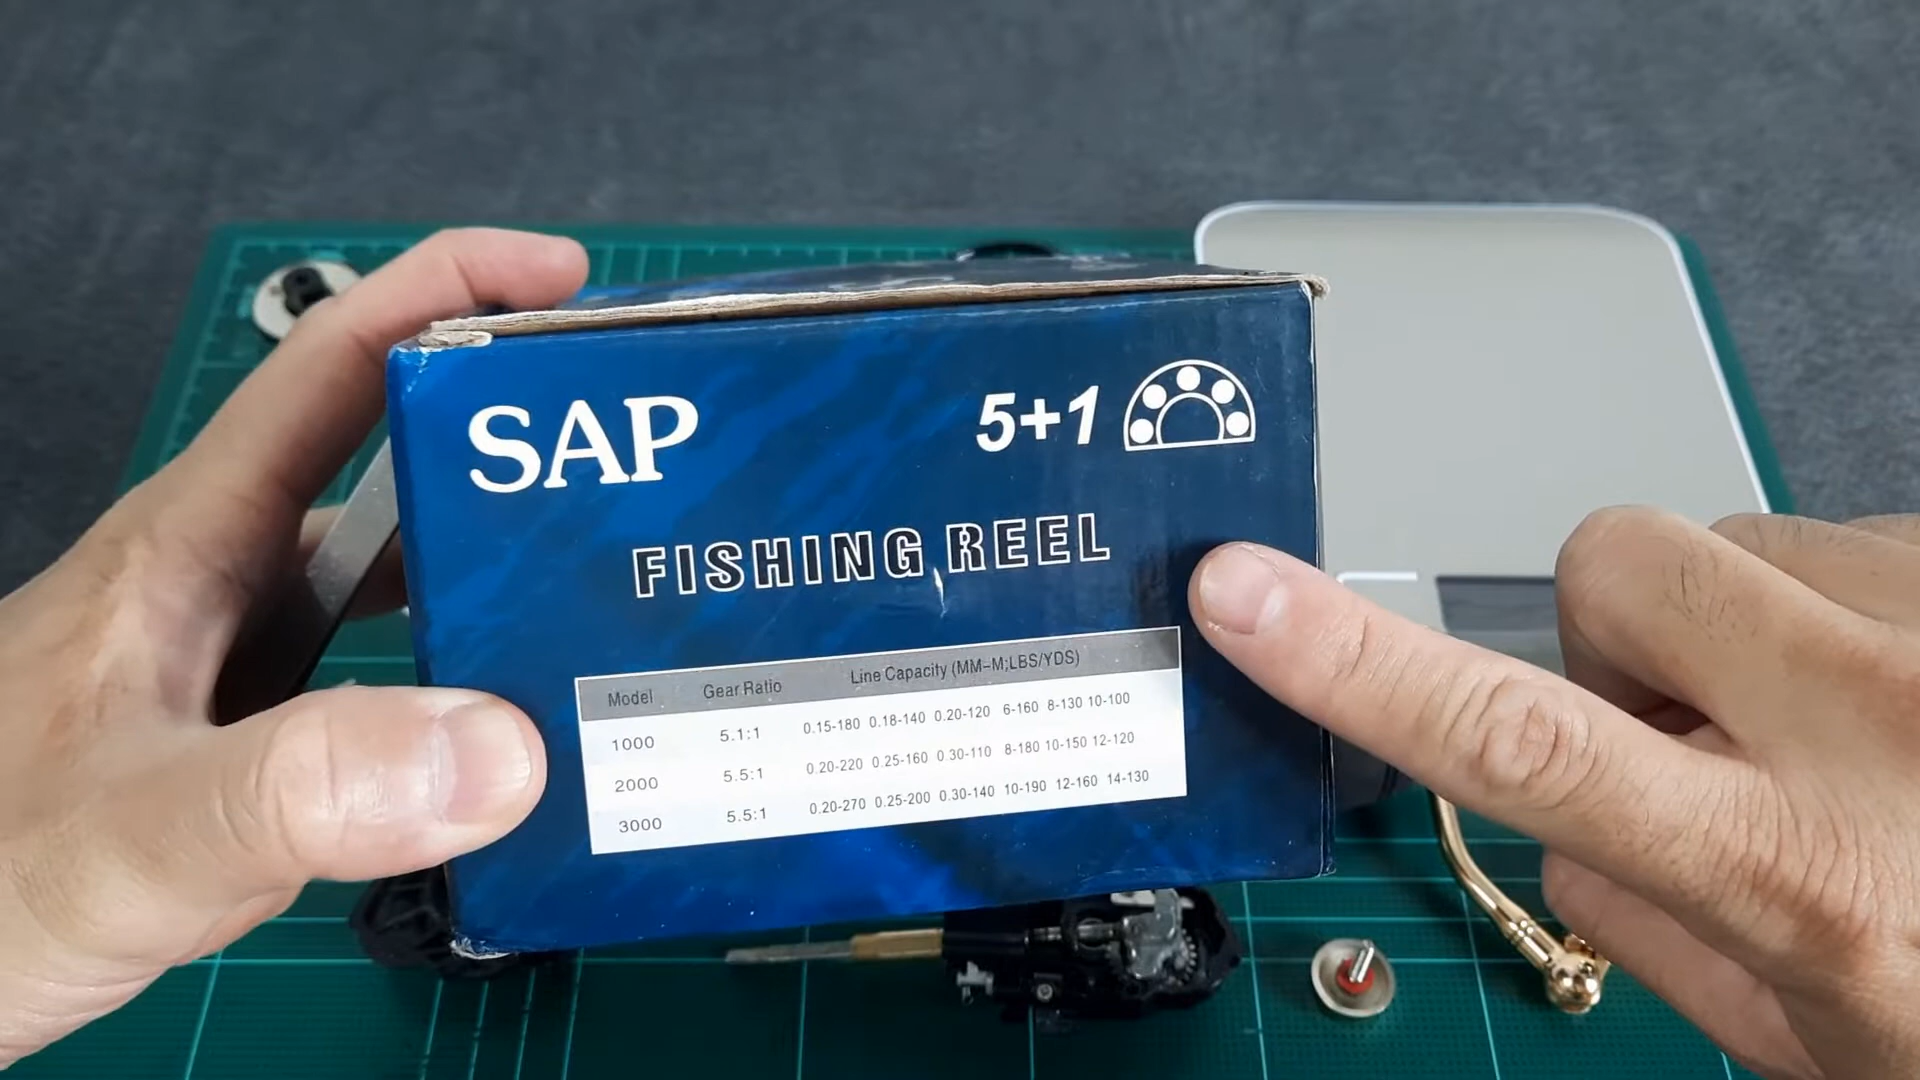 SAP
5+1
FISHING REEL
Model Gear Ratio Line Capacity (MM-M;LBS/YDS)
1000 5.1:1 0.15-180 0.18-140 0.20-120 6-160 8-130 10-100
2000 5.5:1 0.20-220 0.25-160 0.30-110 8-180 10-150 12-120
3000 5.5:1 0.20-270 0.25-200 0.30-140 10-190 12-160 14-130